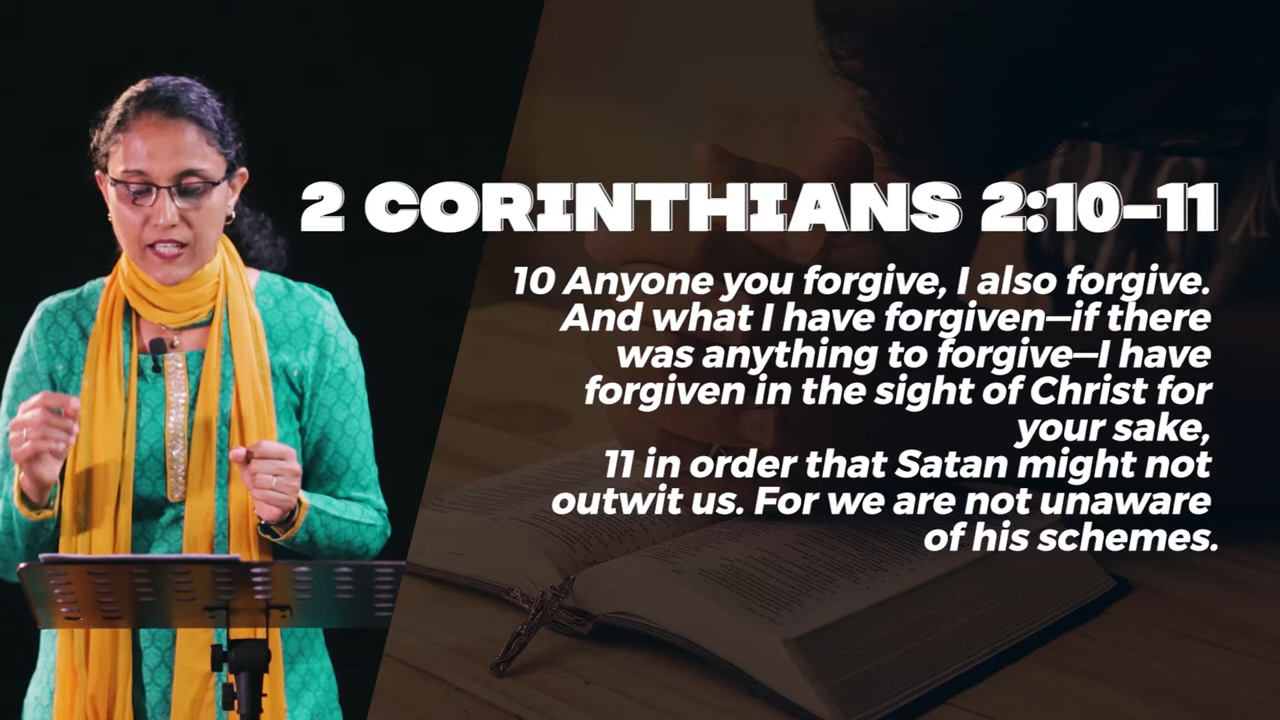 2 CORINTHIANS 2:10–11
10 Anyone you forgive, I also forgive.
And what I have forgiven—if there
was anything to forgive—I have
forgiven in the sight of Christ for
your sake,
11 in order that Satan might not
outwit us. For we are not unaware
of his schemes.